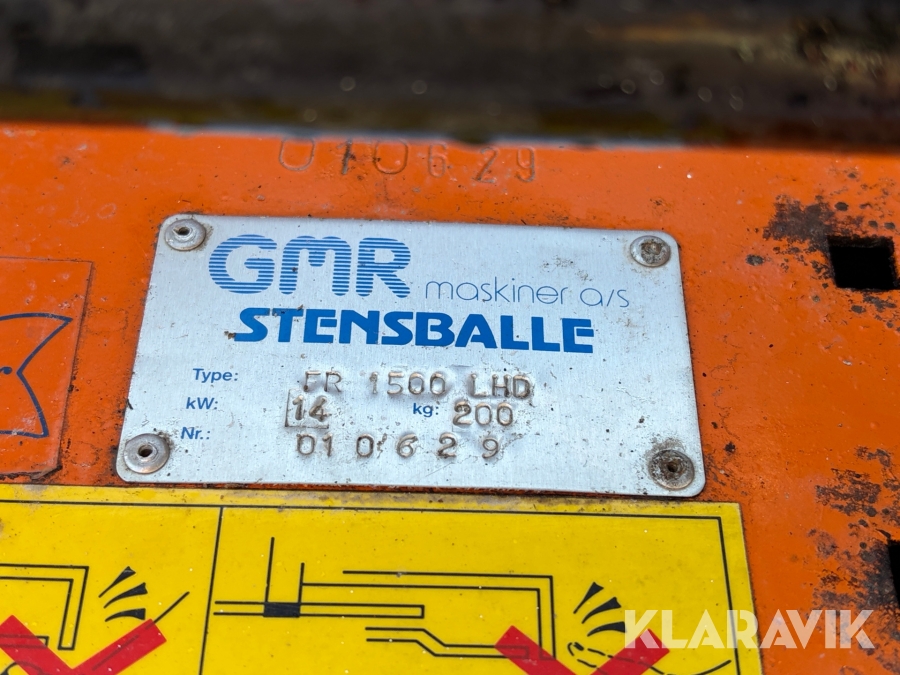 010629
GMR maskiner a/s
STENSBALLE
Type: FR 1500 LHD
kW: 14 kg: 200
Nr.: 010629
KLARAVIK